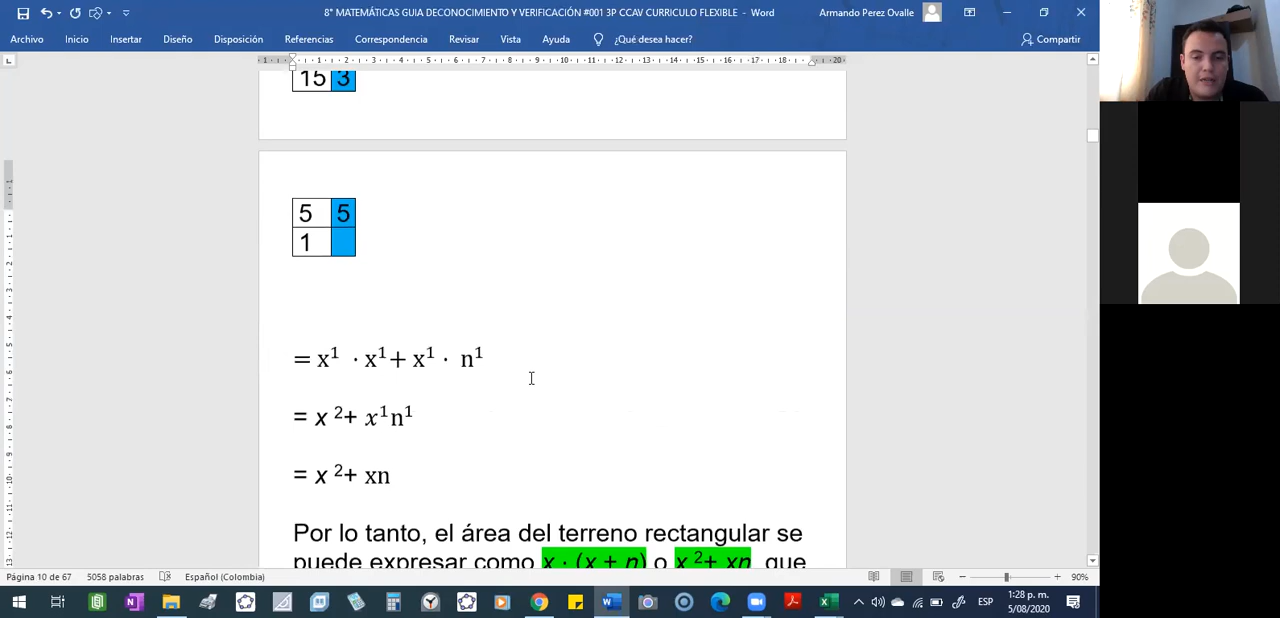 8° MATEMÁTICAS GUIA DECONOCIMIENTO Y VERIFICACIÓN #001 3P CCAV CURRICULO FLEXIBLE - Word
Armando Perez Ovalle
Archivo Inicio Insertar Diseño Disposición Referencias Correspondencia Revisar Vista Ayuda ¿Qué desea hacer? Compartir
15 3
5 5
1
= x¹ · x¹ + x¹ · n¹
= x ²+ x¹n¹
= x ²+ xn
Por lo tanto, el área del terreno rectangular se
puede expresar como x · (x + n) o x ²+ xn, que
Página 10 de 67 5058 palabras Español (Colombia) 90%
ESP
1:28 p. m.
5/08/2020